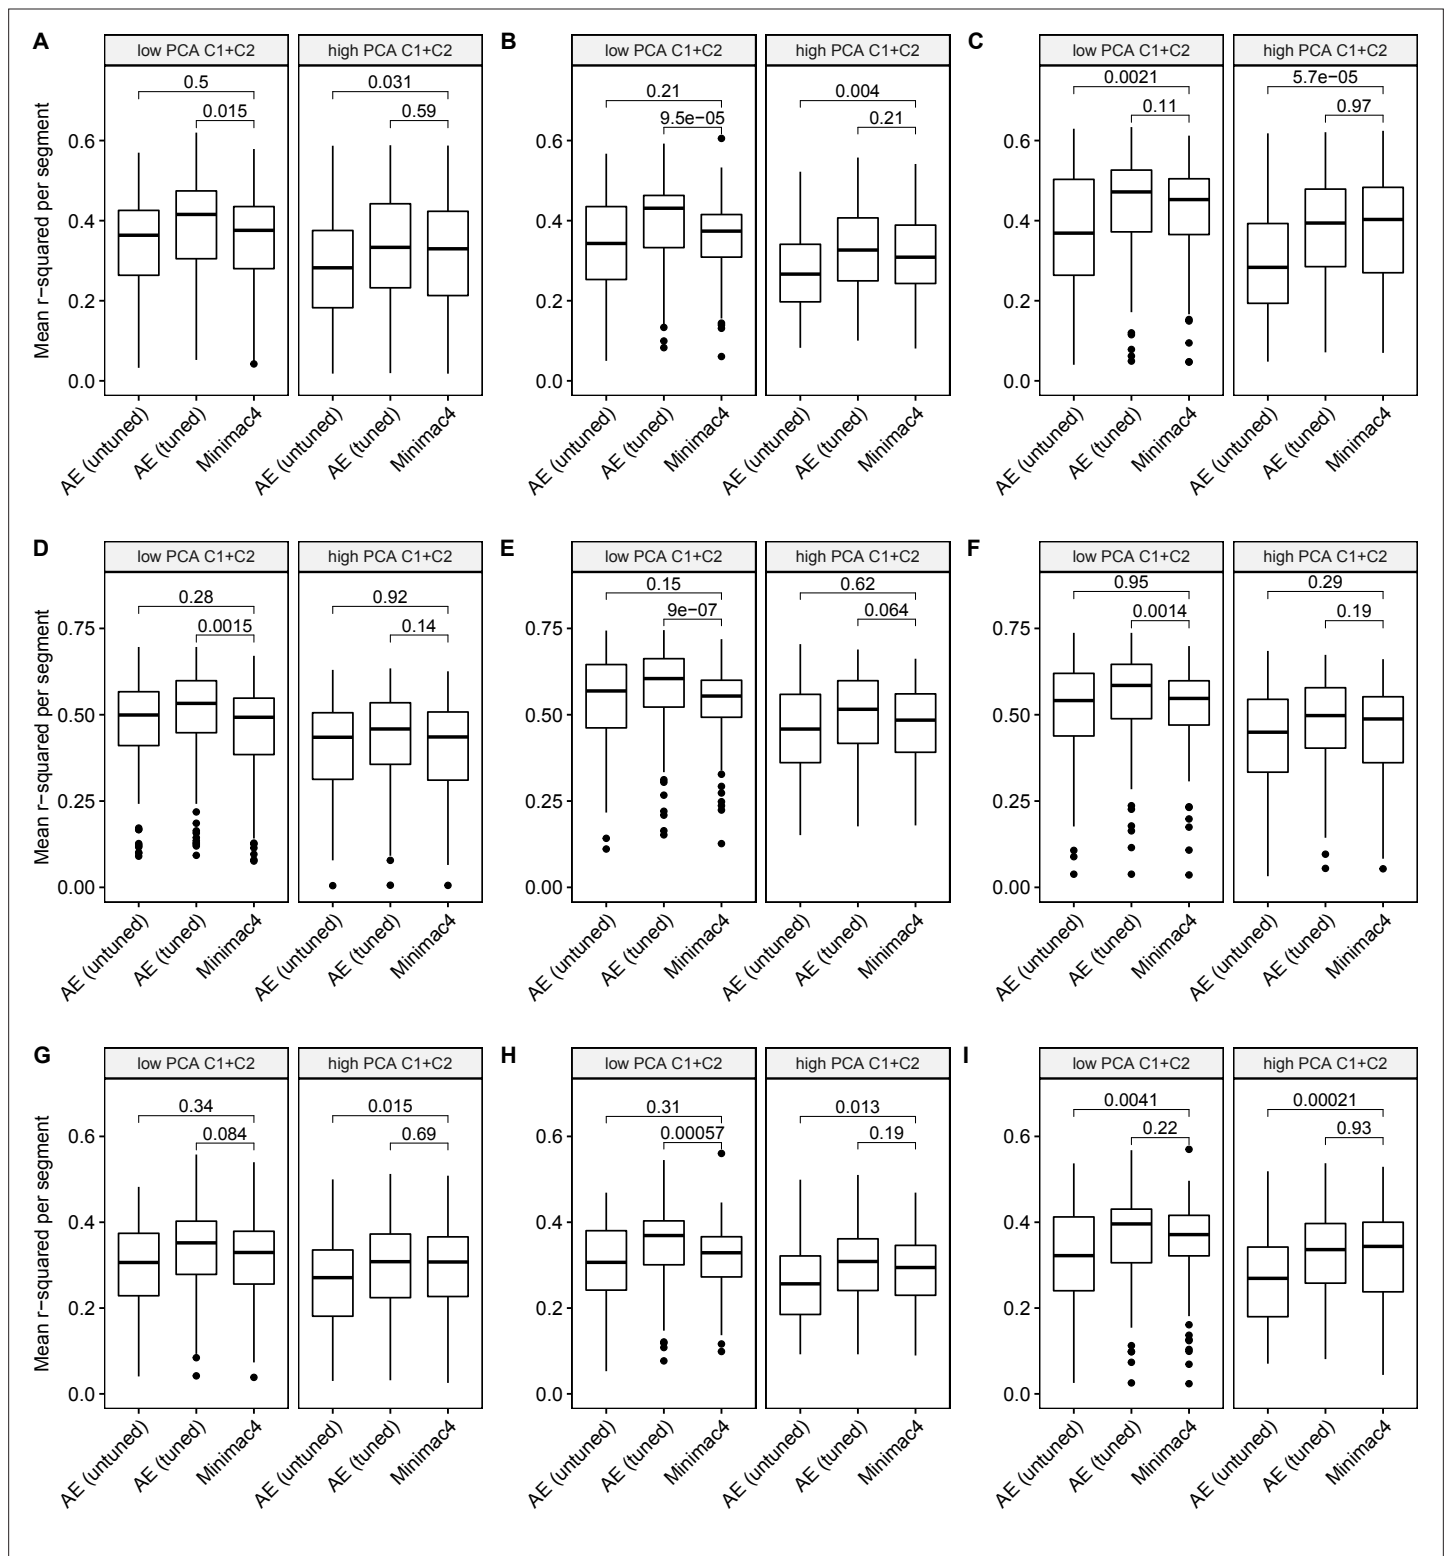 A
low PCA C1+C2
high PCA C1+C2
Mean r−squared per segment
0.6
0.4
0.2
0.0
0.5
0.015
0.031
0.59
AE (untuned)
AE (tuned)
Minimac4
AE (untuned)
AE (tuned)
Minimac4
B
low PCA C1+C2
high PCA C1+C2
0.6
0.4
0.2
0.0
0.21
9.5e−05
0.004
0.21
AE (untuned)
AE (tuned)
Minimac4
AE (untuned)
AE (tuned)
Minimac4
C
low PCA C1+C2
high PCA C1+C2
0.6
0.4
0.2
0.0
0.0021
0.11
5.7e−05
0.97
AE (untuned)
AE (tuned)
Minimac4
AE (untuned)
AE (tuned)
Minimac4
D
low PCA C1+C2
high PCA C1+C2
Mean r−squared per segment
0.75
0.50
0.25
0.00
0.28
0.0015
0.92
0.14
AE (untuned)
AE (tuned)
Minimac4
AE (untuned)
AE (tuned)
Minimac4
E
low PCA C1+C2
high PCA C1+C2
0.75
0.50
0.25
0.00
0.15
9e−07
0.62
0.064
AE (untuned)
AE (tuned)
Minimac4
AE (untuned)
AE (tuned)
Minimac4
F
low PCA C1+C2
high PCA C1+C2
0.75
0.50
0.25
0.00
0.95
0.0014
0.29
0.19
AE (untuned)
AE (tuned)
Minimac4
AE (untuned)
AE (tuned)
Minimac4
G
low PCA C1+C2
high PCA C1+C2
Mean r−squared per segment
0.6
0.4
0.2
0.0
0.34
0.084
0.015
0.69
AE (untuned)
AE (tuned)
Minimac4
AE (untuned)
AE (tuned)
Minimac4
H
low PCA C1+C2
high PCA C1+C2
0.6
0.4
0.2
0.0
0.31
0.00057
0.013
0.19
AE (untuned)
AE (tuned)
Minimac4
AE (untuned)
AE (tuned)
Minimac4
I
low PCA C1+C2
high PCA C1+C2
0.6
0.4
0.2
0.0
0.0041
0.22
0.00021
0.93
AE (untuned)
AE (tuned)
Minimac4
AE (untuned)
AE (tuned)
Minimac4